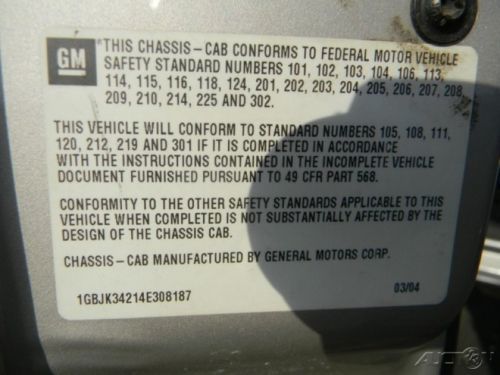 GM
THIS CHASSIS-CAB CONFORMS TO FEDERAL MOTOR VEHICLE
SAFETY STANDARD NUMBERS 101, 102, 103, 104, 106, 113,
114, 115, 116, 118, 124, 201, 202, 203, 204, 205, 206, 207, 208,
209, 210, 214, 225 AND 302.
THIS VEHICLE WILL CONFORM TO STANDARD NUMBERS 105, 108, 111,
120, 212, 219 AND 301 IF IT IS COMPLETED IN ACCORDANCE
WITH THE INSTRUCTIONS CONTAINED IN THE INCOMPLETE VEHICLE
DOCUMENT FURNISHED PURSUANT TO 49 CFR PART 568.
CONFORMITY TO THE OTHER SAFETY STANDARDS APPLICABLE TO THIS
VEHICLE WHEN COMPLETED IS NOT SUBSTANTIALLY AFFECTED BY THE
DESIGN OF THE CHASSIS CAB.
CHASSIS-CAB MANUFACTURED BY GENERAL MOTORS CORP.
1GBJK34214E308187 03/04